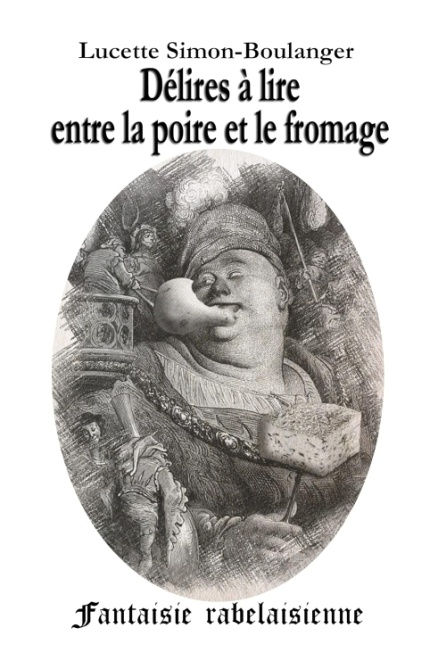 Lucette Simon-Boulanger
Délires à lire
entre la poire et le fromage
Fantaisie rabelaisienne